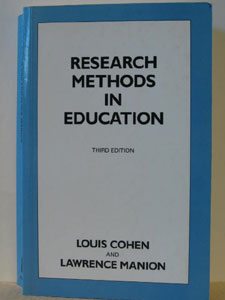 RESEARCH
METHODS
IN
EDUCATION
THIRD EDITION
LOUIS COHEN
AND
LAWRENCE MANION